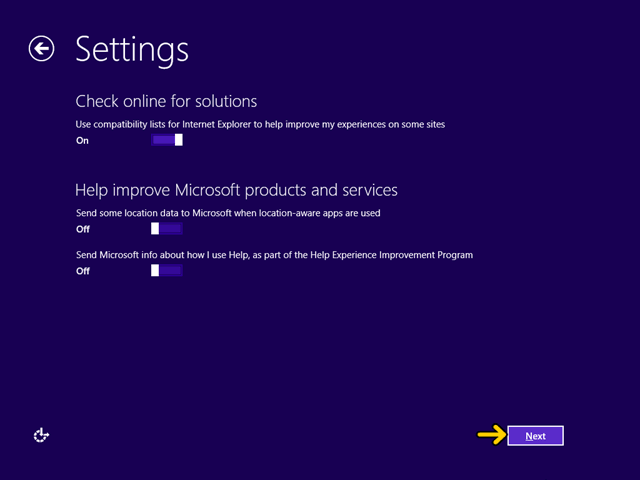 Settings
Check online for solutions
Use compatibility lists for Internet Explorer to help improve my experiences on some sites
On
Help improve Microsoft products and services
Send some location data to Microsoft when location-aware apps are used
Off
Send Microsoft info about how I use Help, as part of the Help Experience Improvement Program
Off
Next